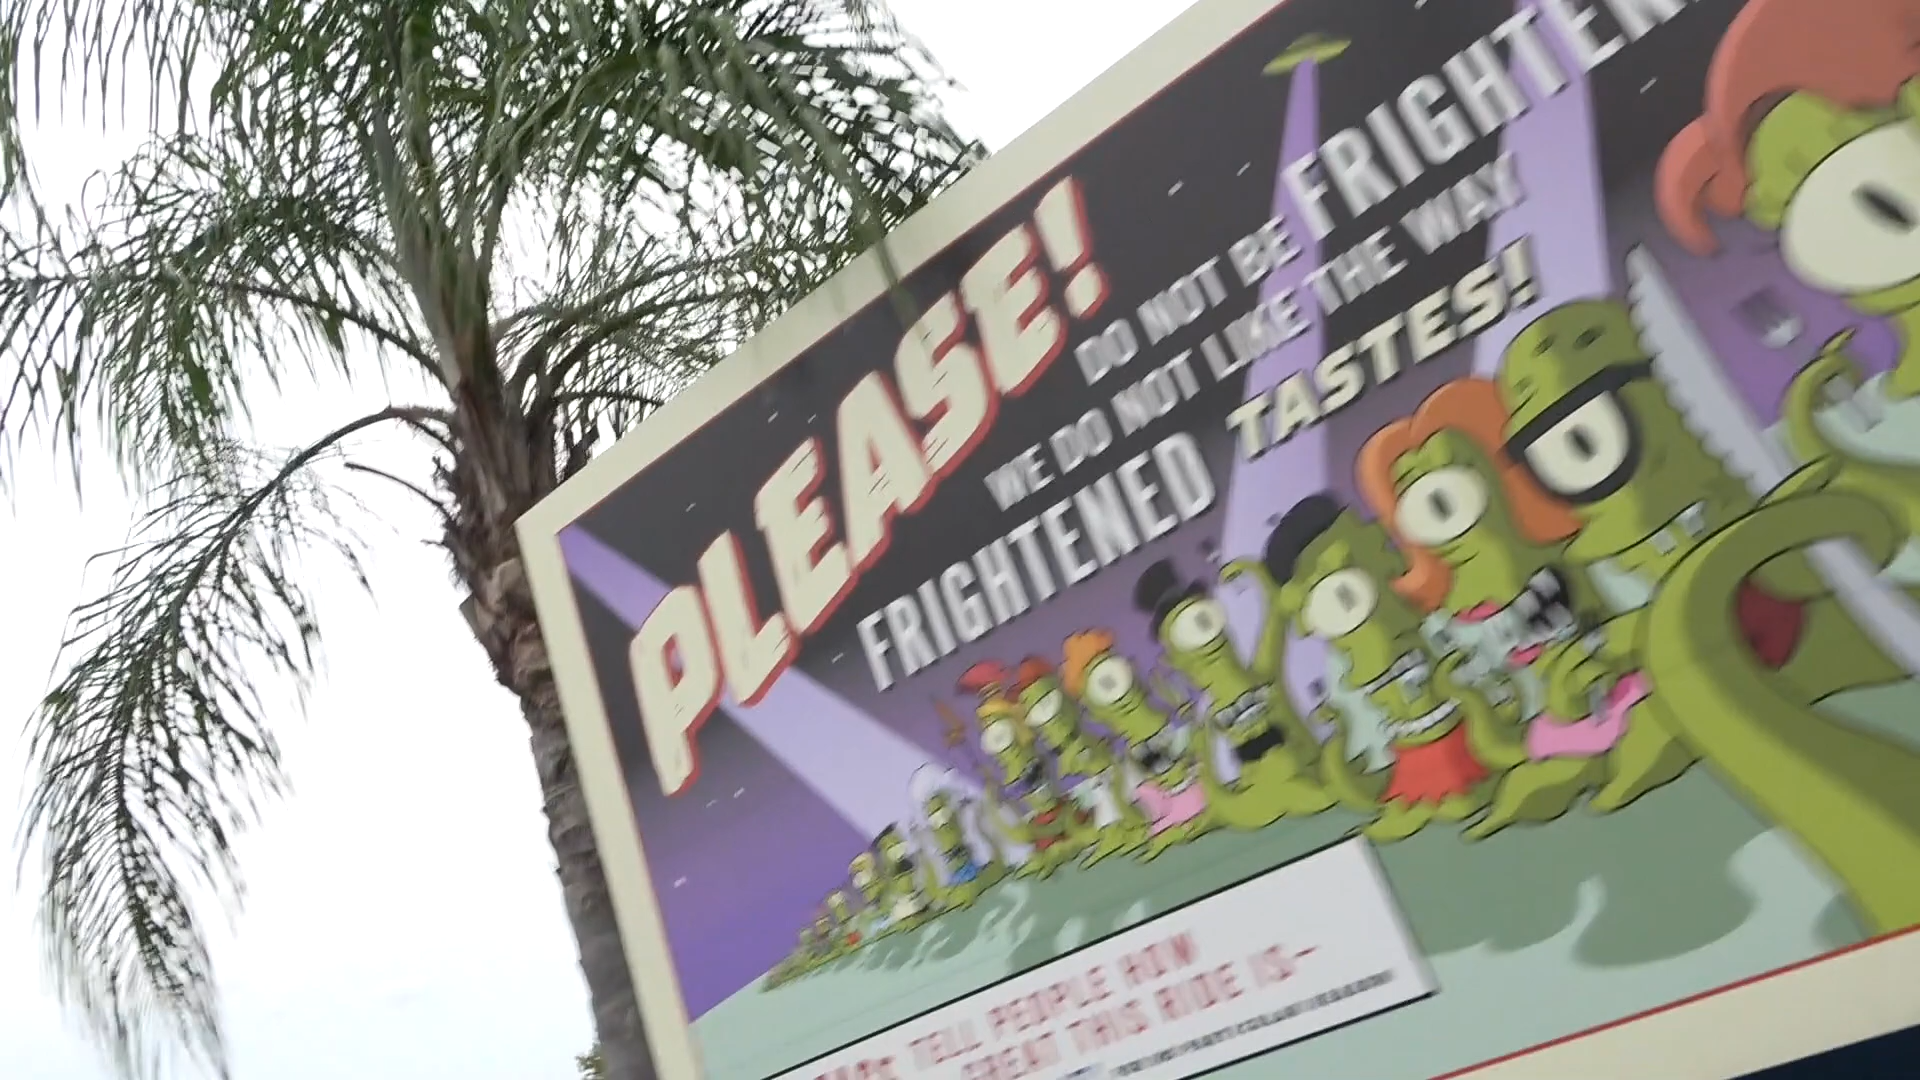 PLEASE!
DO NOT BE FRIGHTEN
WE DO NOT LIKE THE WAY
FRIGHTENED TASTES!
TELL PEOPLE HOW
GREAT THIS RIDE IS-